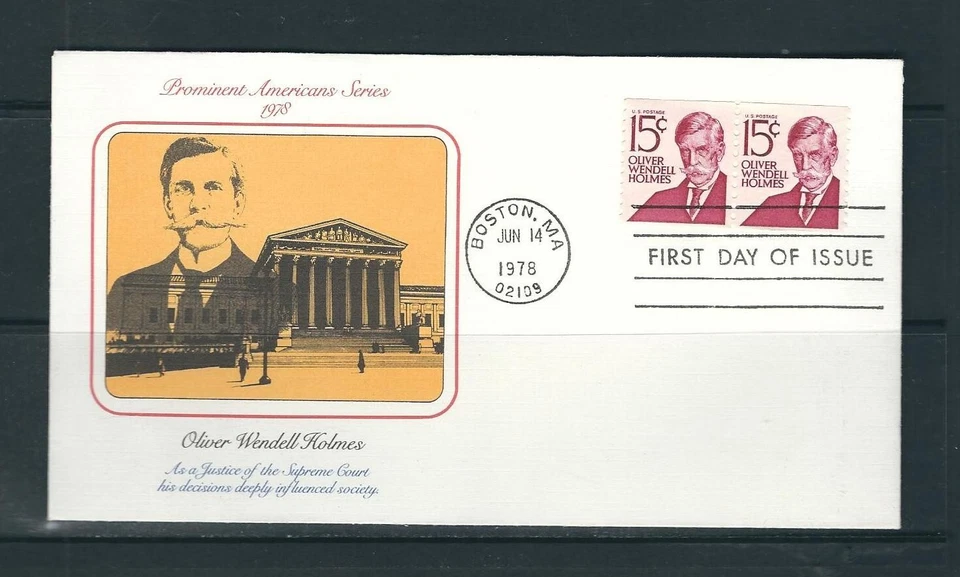 Prominent Americans Series
1978
U.S. POSTAGE
15¢
OLIVER
WENDELL
HOLMES
U.S. POSTAGE
15¢
OLIVER
WENDELL
HOLMES
BOSTON, MA
JUN 14
1978
02109
FIRST DAY OF ISSUE
Oliver Wendell Holmes
As a Justice of the Supreme Court
his decisions deeply influenced society.